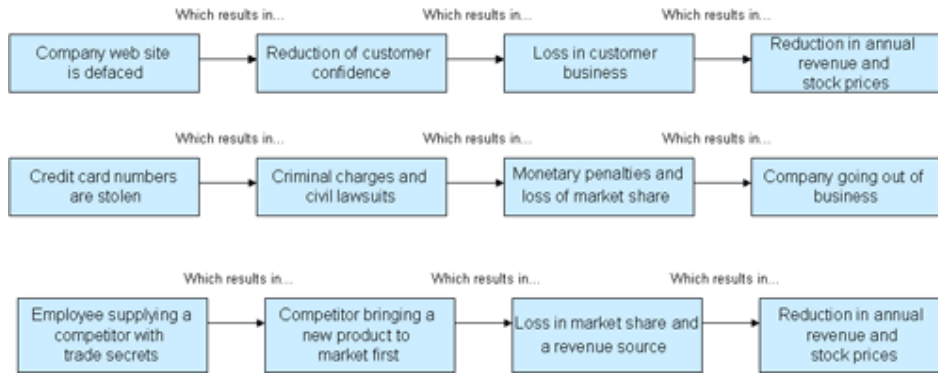 Which results in... Which results in... Which results in...
Company web site
is defaced
Reduction of customer
confidence
Loss in customer
business
Reduction in annual
revenue and
stock prices
Which results in... Which results in... Which results in...
Credit card numbers
are stolen
Criminal charges and
civil lawsuits
Monetary penalties and
loss of market share
Company going out of
business
Which results in... Which results in... Which results in...
Employee supplying a
competitor with
trade secrets
Competitor bringing a
new product to
market first
Loss in market share and
a revenue source
Reduction in annual
revenue and
stock prices